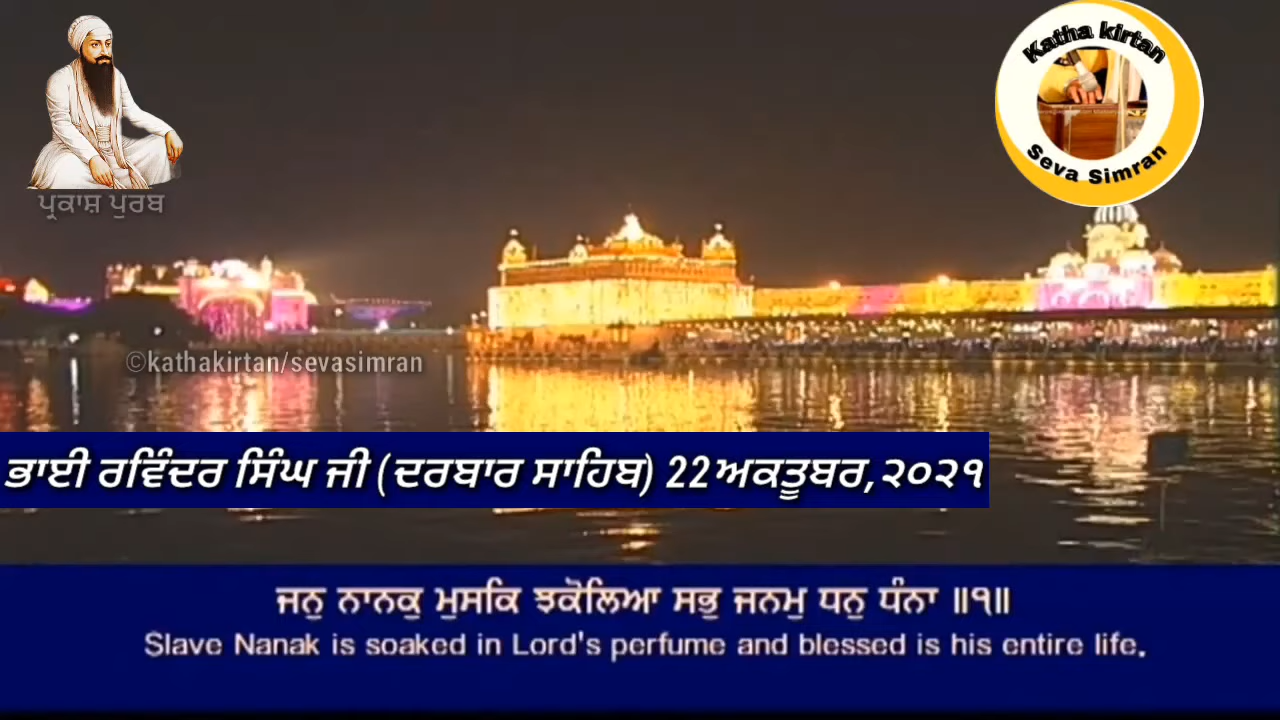 Katha kirtan
Seva Simran
ਪ੍ਰਕਾਸ਼ ਪੁਰਬ
©kathakirtan/sevasimran
ਭਾਈ ਰਵਿੰਦਰ ਸਿੰਘ ਜੀ (ਦਰਬਾਰ ਸਾਹਿਬ) 22ਅਕਤੂਬਰ,੨੦੨੧
ਜਨੁ ਨਾਨਕੁ ਮੁਸਕਿ ਝਕੋਲਿਆ ਸਭੁ ਜਨਮੁ ਧਨੁ ਧੰਨਾ ॥੧॥
Slave Nanak is soaked in Lord's perfume and blessed is his entire life.